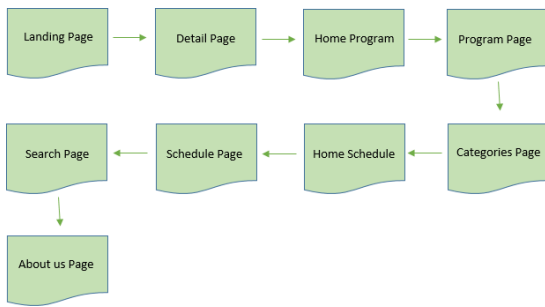 Landing Page
Detail Page
Home Program
Program Page
Categories Page
Home Schedule
Schedule Page
Search Page
About us Page